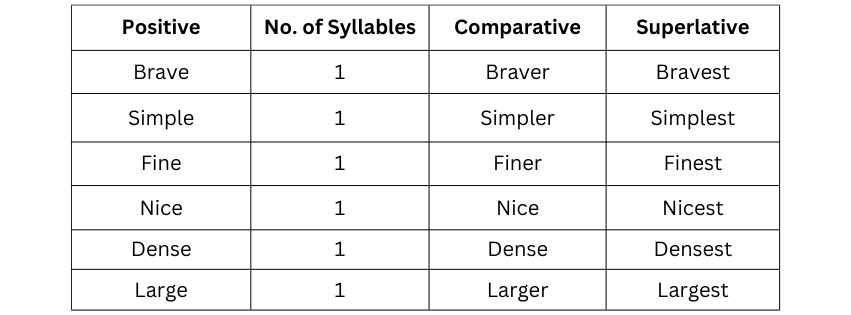 Positive No. of Syllables Comparative Superlative
Brave 1 Braver Bravest
Simple 1 Simpler Simplest
Fine 1 Finer Finest
Nice 1 Nice Nicest
Dense 1 Dense Densest
Large 1 Larger Largest